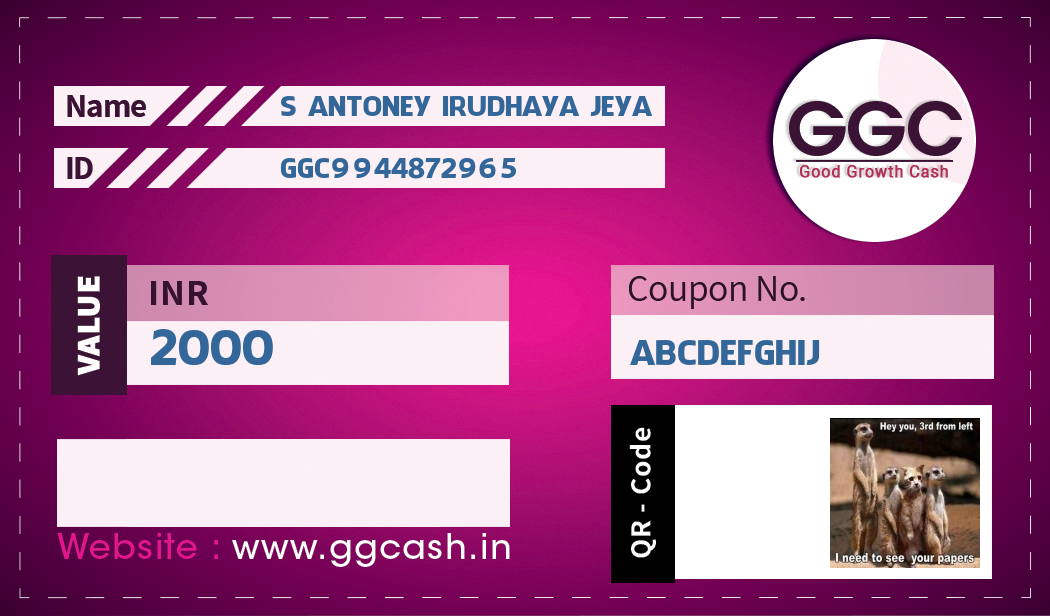 Name S ANTONEY IRUDHAYA JEYA
ID GGC9944872965
GGC
Good Growth Cash
VALUE
INR
2000
Coupon No.
ABCDEFGHIJ
QR - Code
Hey you, 3rd from left
I need to see your papers
Website : www.ggcash.in